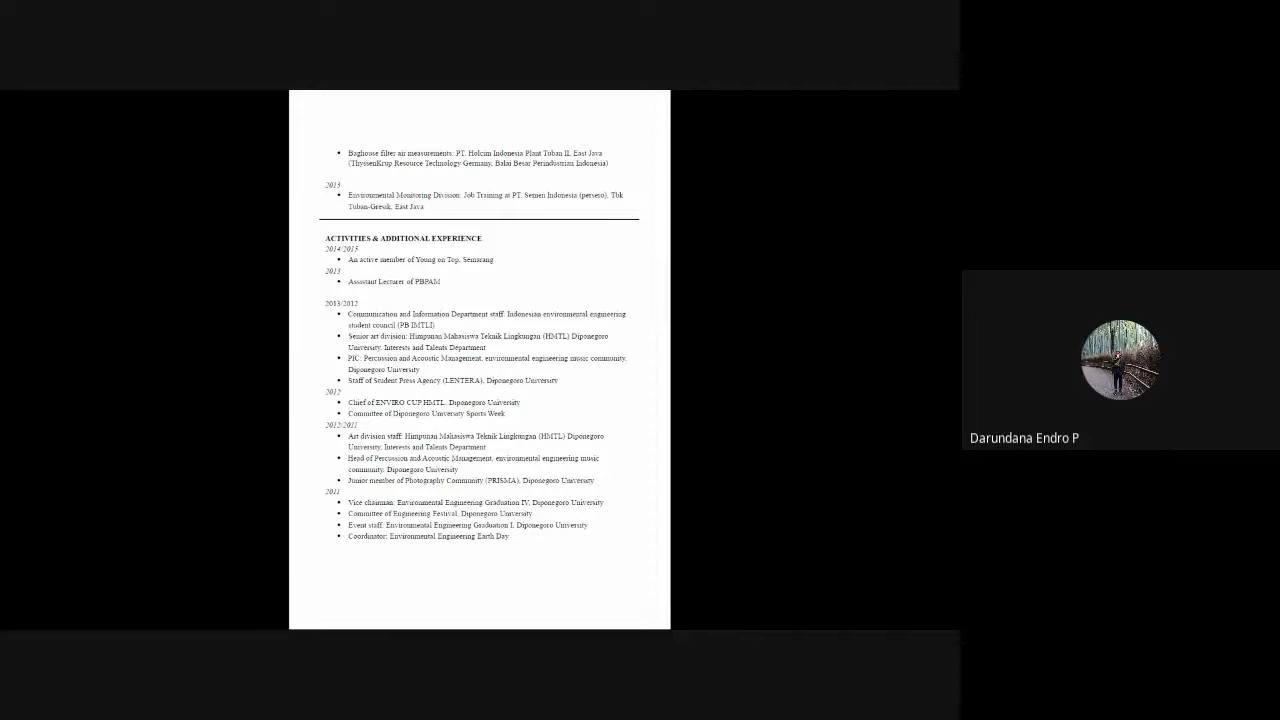 Baghouse filter air measurements: PT. Holcim Indonesia Plant Tuban II, East Java
(ThyssenKrup Resource Technology Germany, Balai Besar Perindustrian Indonesia)
2013
Environmental Monitoring Division: Job Training at PT. Semen Indonesia (persero), Tbk
Tuban-Gresik, East Java
ACTIVITIES & ADDITIONAL EXPERIENCE
2014/2015
An active member of Young on Top, Semarang
2013
Assistant Lecturer of PBPAM
2013/2012
Communication and Information Department staff: Indonesian environmental engineering
student council (PB IMTLI)
Senior art division: Himpunan Mahasiswa Teknik Lingkungan (HMTL) Diponegoro
University, Interests and Talents Department
PIC: Percussion and Acoustic Management, environmental engineering music community,
Diponegoro University
Staff of Student Press Agency (LENTERA), Diponegoro University
2012
Chief of ENVIRO CUP HMTL, Diponegoro University
Committee of Diponegoro University Sports Week
2012/2011
Art division staff: Himpunan Mahasiswa Teknik Lingkungan (HMTL) Diponegoro
University, Interests and Talents Department
Head of Percussion and Acoustic Management, environmental engineering music
community, Diponegoro University
Junior member of Photography Community (PRISMA), Diponegoro University
2011
Vice chairman: Environmental Engineering Graduation IV, Diponegoro University
Committee of Engineering Festival, Diponegoro University
Event staff: Environmental Engineering Graduation I, Diponegoro University
Coordinator: Environmental Engineering Earth Day
Darundana Endro P